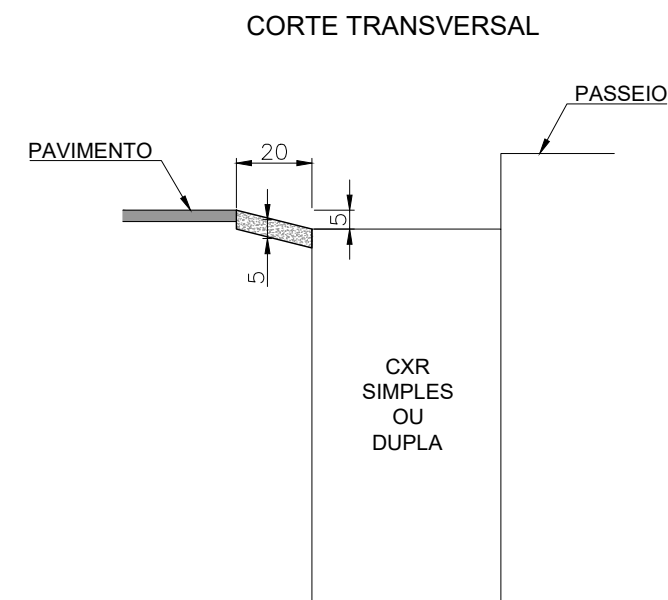 CORTE TRANSVERSAL
PASSEIO
PAVIMENTO
20
5
5
CXR
SIMPLES
OU
DUPLA